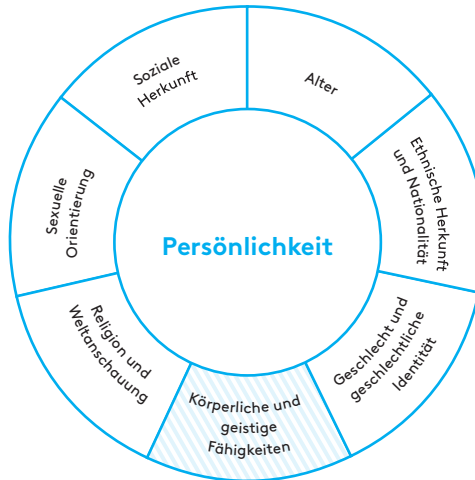 Soziale
Herkunft
Alter
Ethnische Herkunft
und Nationalität
Geschlecht und
geschlechtliche
Identität
Körperliche und
geistige
Fähigkeiten
Religion und
Weltanschauung
Sexuelle
Orientierung
Persönlichkeit